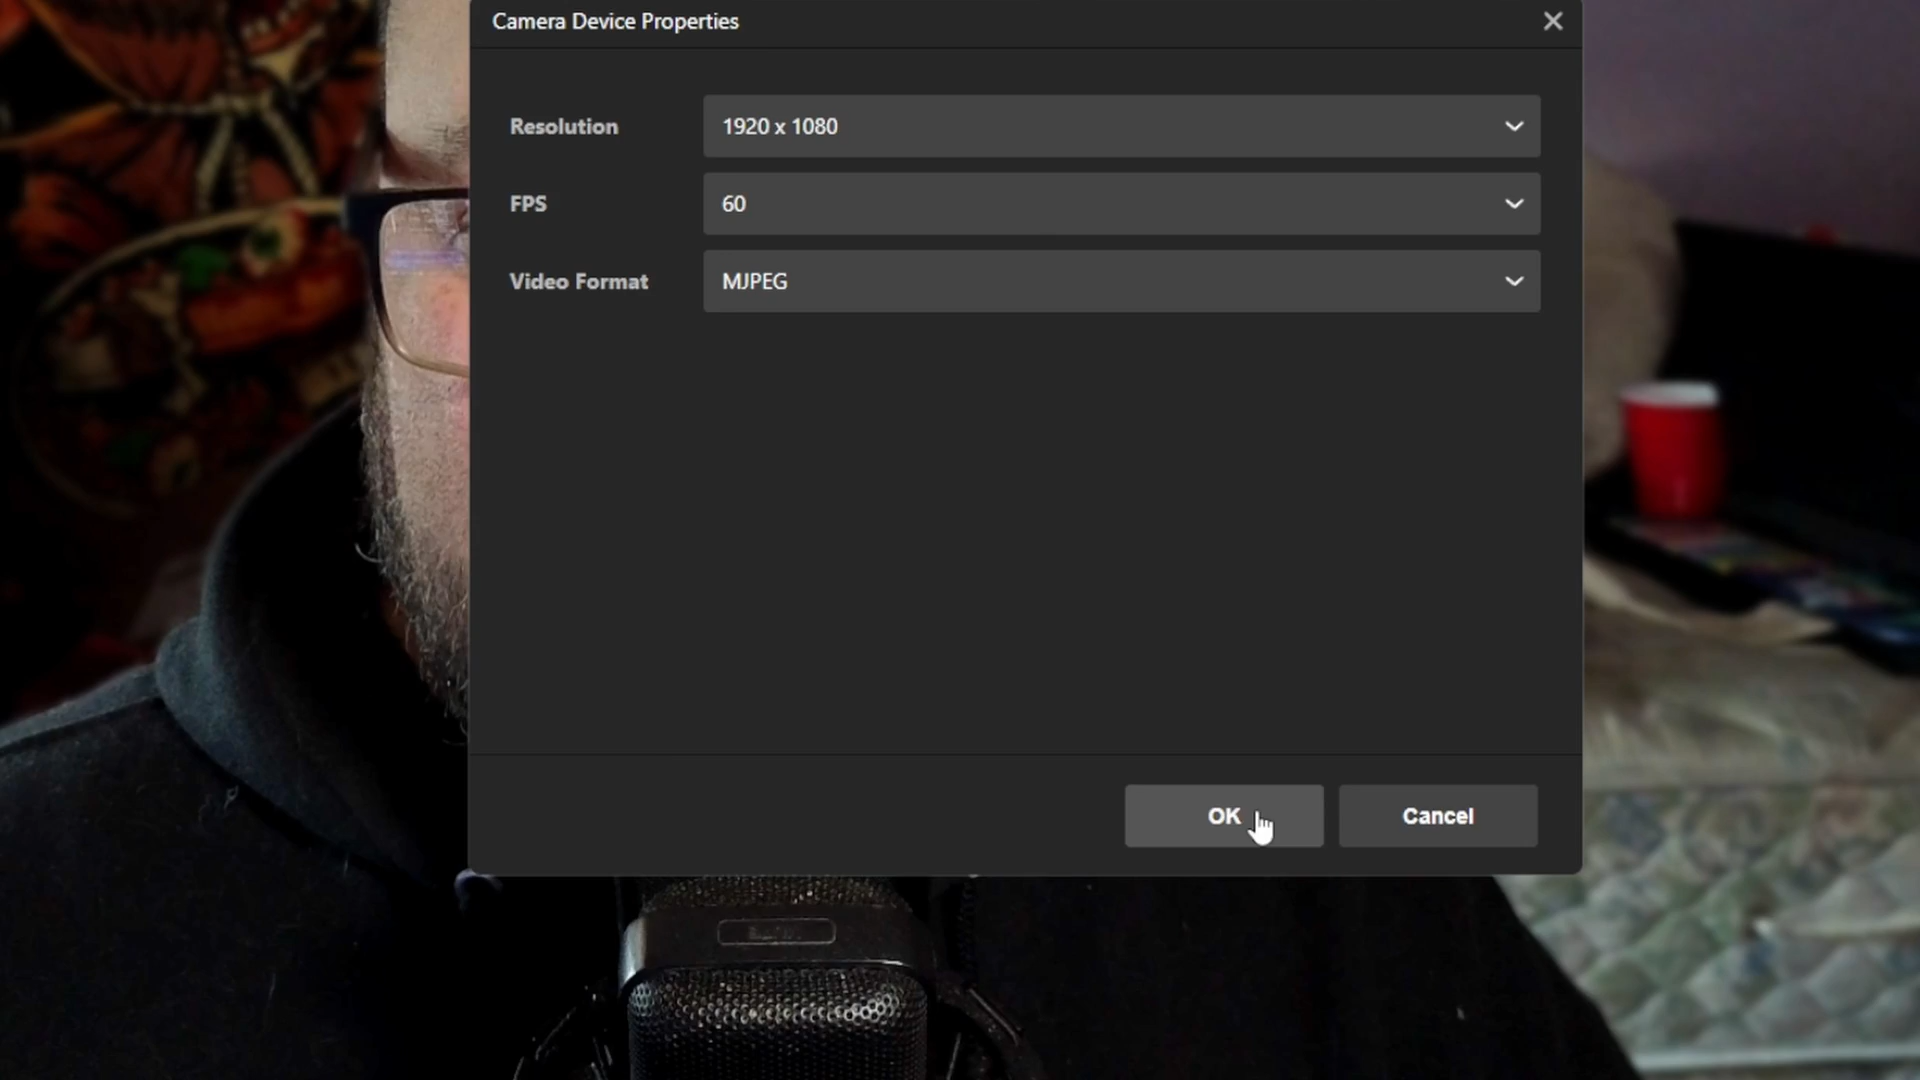 Camera Device Properties
Resolution 1920 x 1080
FPS 60
Video Format MJPEG
OK Cancel